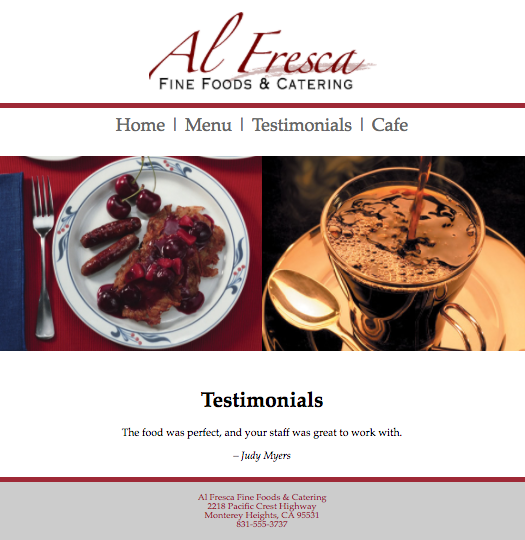 Al Fresca
FINE FOODS & CATERING
Home | Menu | Testimonials | Cafe
Testimonials
The food was perfect, and your staff was great to work with.
– Judy Myers
Al Fresca Fine Foods & Catering
2218 Pacific Crest Highway
Monterey Heights, CA 95531
831-555-3737